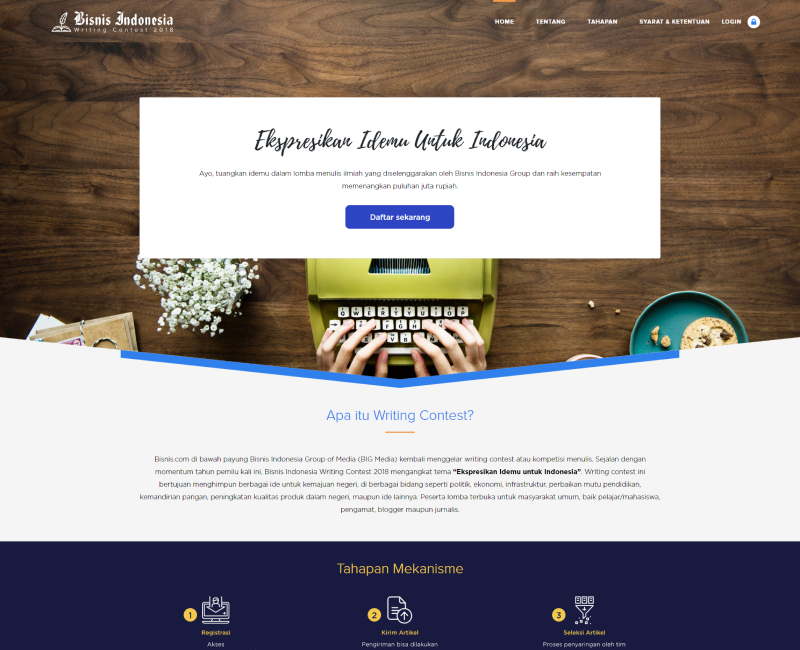 Bisnis Indonesia
Writing Contest 2018
HOME TENTANG TAHAPAN SYARAT & KETENTUAN LOGIN
Ekspresikan Idemu Untuk Indonesia
Ayo, tuangkan idemu dalam lomba menulis ilmiah yang diselenggarakan oleh Bisnis Indonesia Group dan raih kesempatan
memenangkan puluhan juta rupiah.
Daftar sekarang
Apa itu Writing Contest?
Bisnis.com di bawah payung Bisnis Indonesia Group of Media (BIG Media) kembali menggelar writing contest atau kompetisi menulis. Sejalan dengan
momentum tahun pemilu kali ini, Bisnis Indonesia Writing Contest 2018 mengangkat tema “Ekspresikan Idemu untuk Indonesia”. Writing contest ini
bertujuan menghimpun berbagai ide untuk kemajuan negeri, di berbagai bidang seperti politik, ekonomi, infrastruktur, perbaikan mutu pendidikan,
kemandirian pangan, peningkatan kualitas produk dalam negeri, maupun ide lainnya. Peserta lomba terbuka untuk masyarakat umum, baik pelajar/mahasiswa,
pengamat, blogger maupun jurnalis.
Tahapan Mekanisme
1 2 3
Registrasi Kirim Artikel Seleksi Artikel
Akses Pengiriman bisa dilakukan Proses penyaringan oleh tim